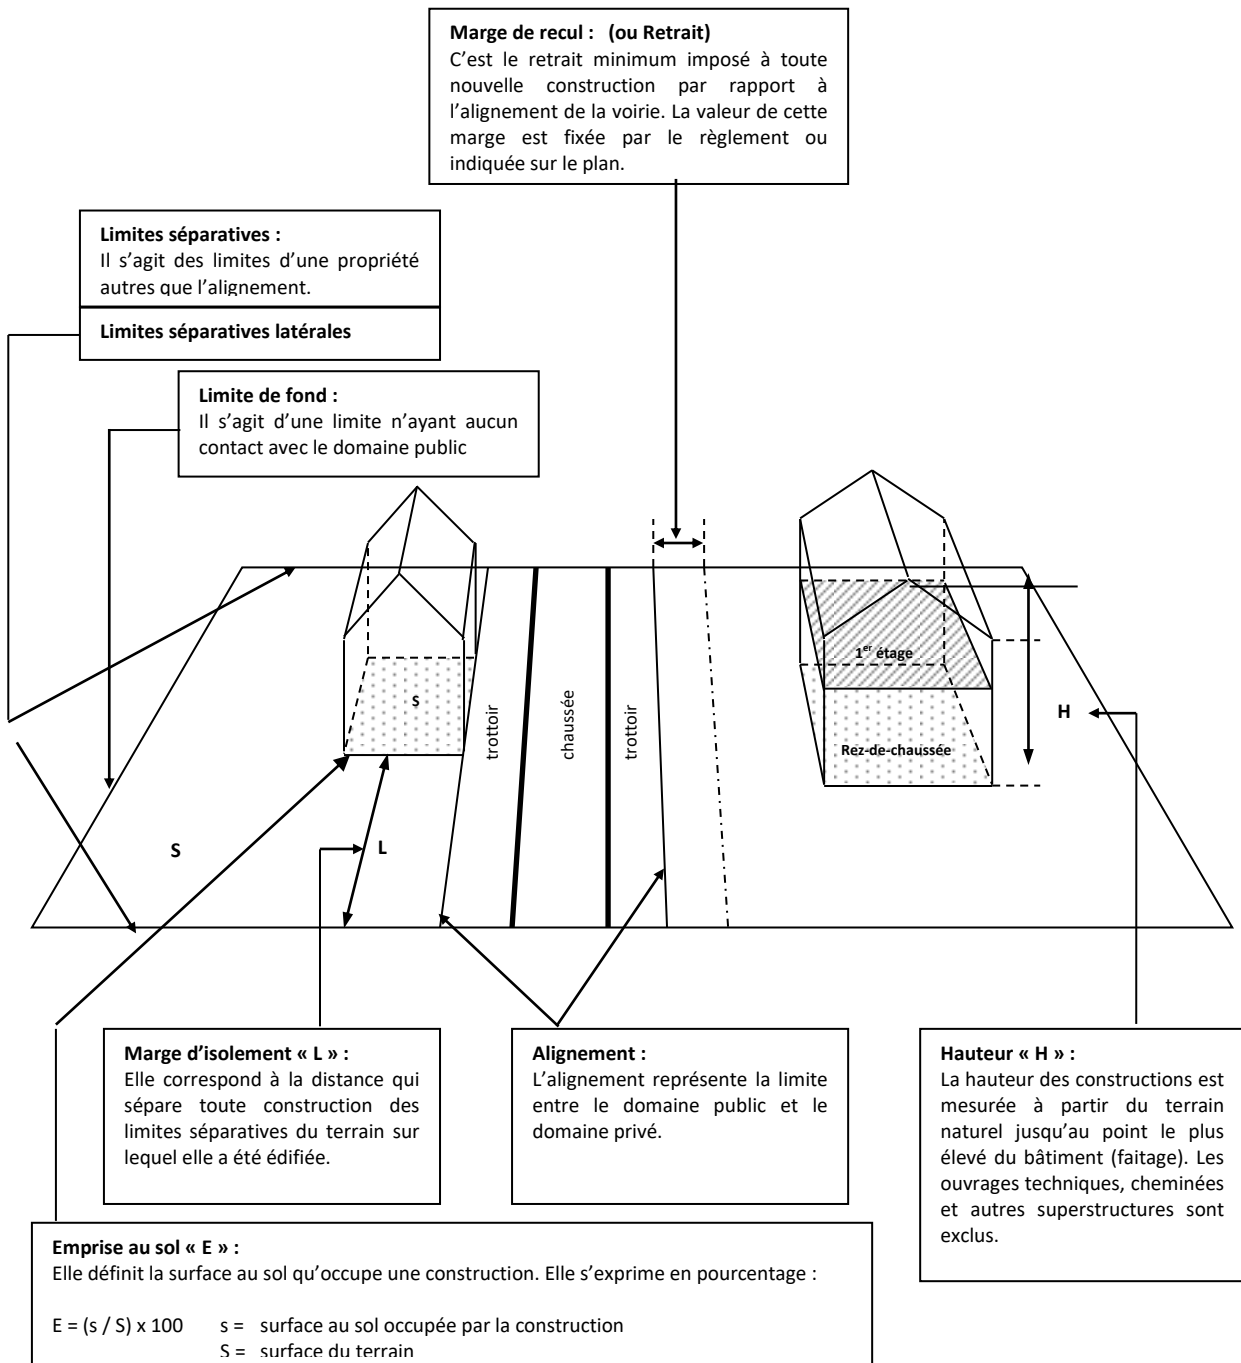 Marge de recul : (ou Retrait)
C’est le retrait minimum imposé à toute
nouvelle construction par rapport à
l’alignement de la voirie. La valeur de cette
marge est fixée par le règlement ou
indiquée sur le plan.
Limites séparatives :
Il s’agit des limites d’une propriété
autres que l’alignement.
Limites séparatives latérales
Limite de fond :
Il s’agit d’une limite n’ayant aucun
contact avec le domaine public
1er étage
S
trottoir
chaussée
trottoir
H
Rez-de-chaussée
S
L
Marge d’isolement « L » :
Elle correspond à la distance qui
sépare toute construction des
limites séparatives du terrain sur
lequel elle a été édifiée.
Alignement :
L’alignement représente la limite
entre le domaine public et le
domaine privé.
Hauteur « H » :
La hauteur des constructions est
mesurée à partir du terrain
naturel jusqu’au point le plus
élevé du bâtiment (faitage). Les
ouvrages techniques, cheminées
et autres superstructures sont
exclus.
Emprise au sol « E » :
Elle définit la surface au sol qu’occupe une construction. Elle s’exprime en pourcentage :
E = (s / S) x 100 s = surface au sol occupée par la construction
S = surface du terrain